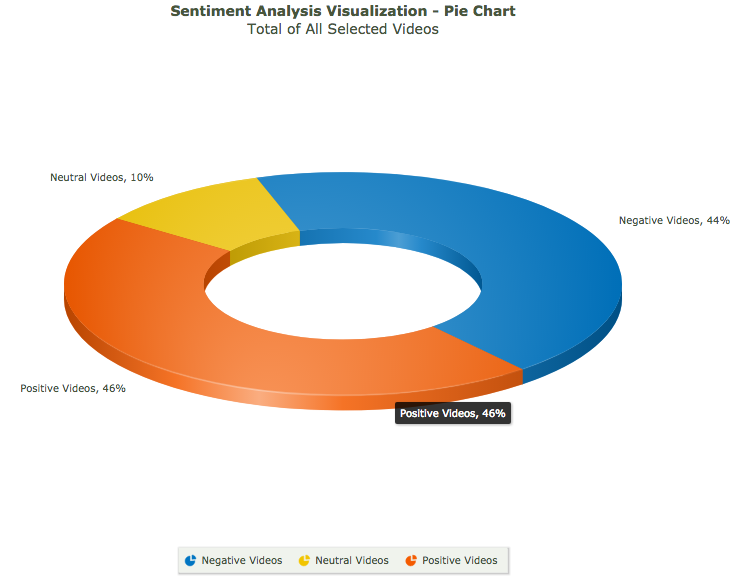 Sentiment Analysis Visualization - Pie Chart
Total of All Selected Videos
Neutral Videos, 10%
Negative Videos, 44%
Positive Videos, 46%
Positive Videos, 46%
Negative Videos Neutral Videos Positive Videos